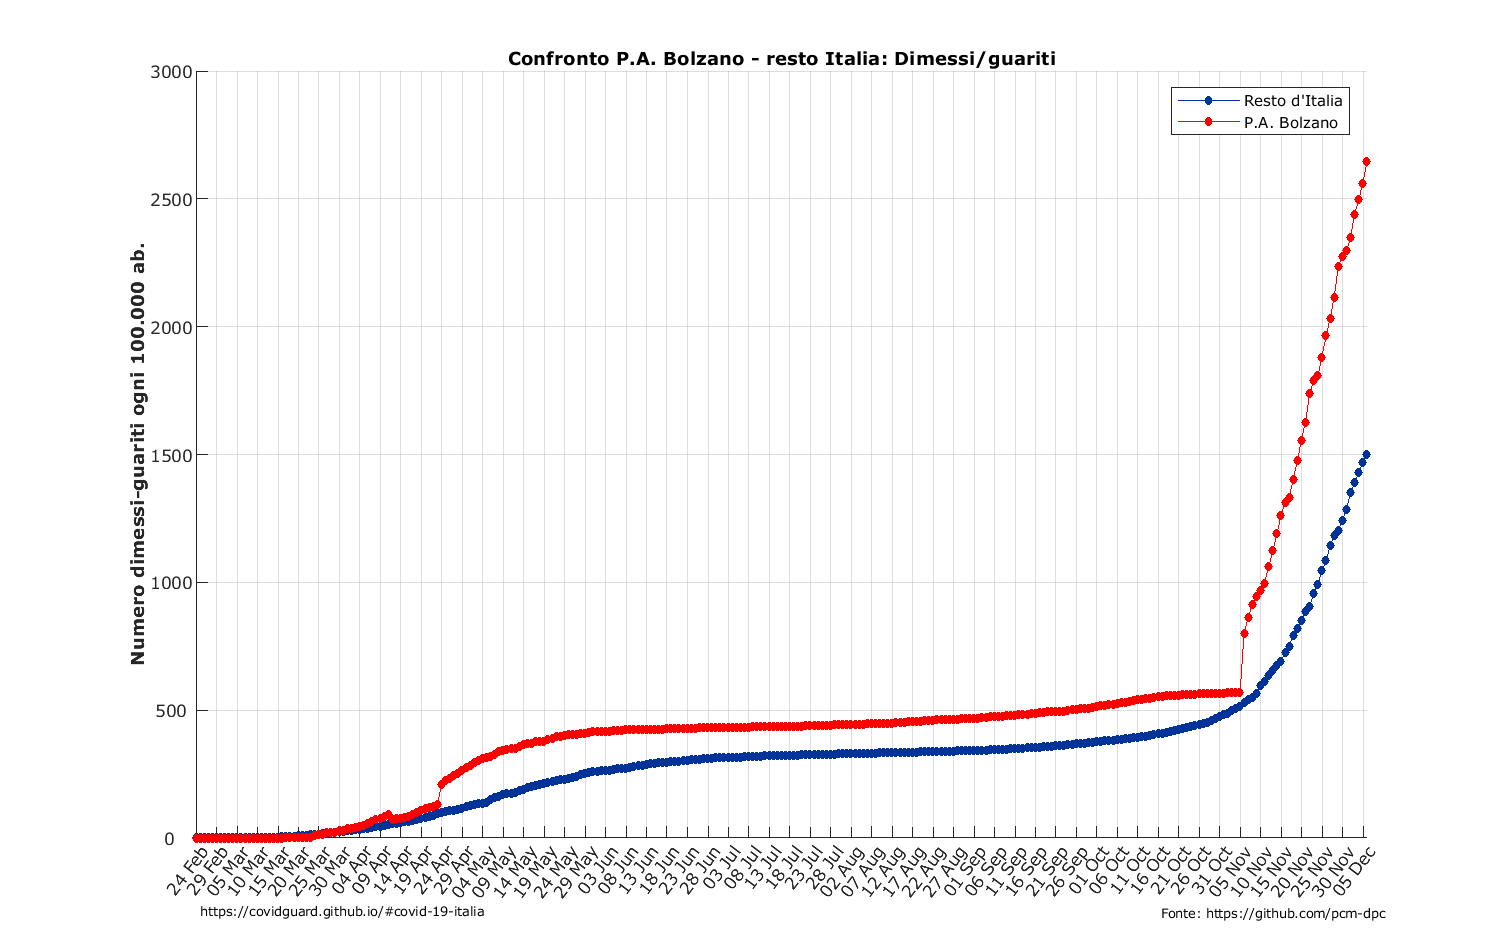 Confronto P.A. Bolzano - resto Italia: Dimessi/guariti
Numero dimessi-guariti ogni 100.000 ab.
3000
2500
2000
1500
1000
500
0
Resto d'Italia
P.A. Bolzano
24 Feb
29 Feb
05 Mar
10 Mar
15 Mar
20 Mar
25 Mar
30 Mar
04 Apr
09 Apr
14 Apr
19 Apr
24 Apr
29 Apr
04 May
09 May
14 May
19 May
24 May
29 May
03 Jun
08 Jun
13 Jun
18 Jun
23 Jun
28 Jun
03 Jul
08 Jul
13 Jul
18 Jul
23 Jul
28 Jul
02 Aug
07 Aug
12 Aug
17 Aug
22 Aug
27 Aug
01 Sep
06 Sep
11 Sep
16 Sep
21 Sep
26 Sep
01 Oct
06 Oct
11 Oct
16 Oct
21 Oct
26 Oct
31 Oct
05 Nov
10 Nov
15 Nov
20 Nov
25 Nov
30 Nov
05 Dec
https://covidguard.github.io/#covid-19-italia
Fonte: https://github.com/pcm-dpc